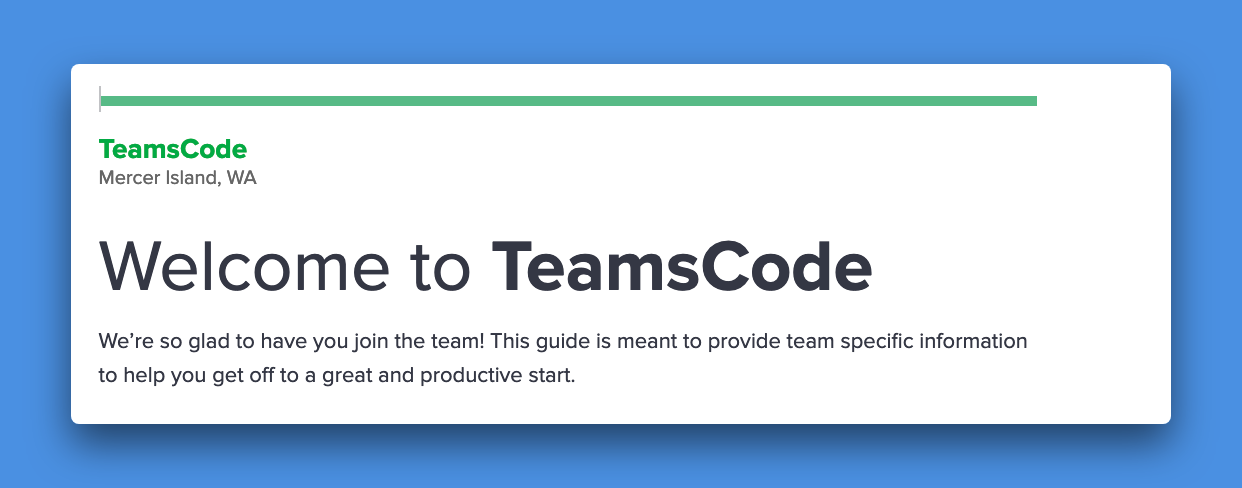 TeamsCode
Mercer Island, WA
Welcome to TeamsCode
We’re so glad to have you join the team! This guide is meant to provide team specific information
to help you get off to a great and productive start.